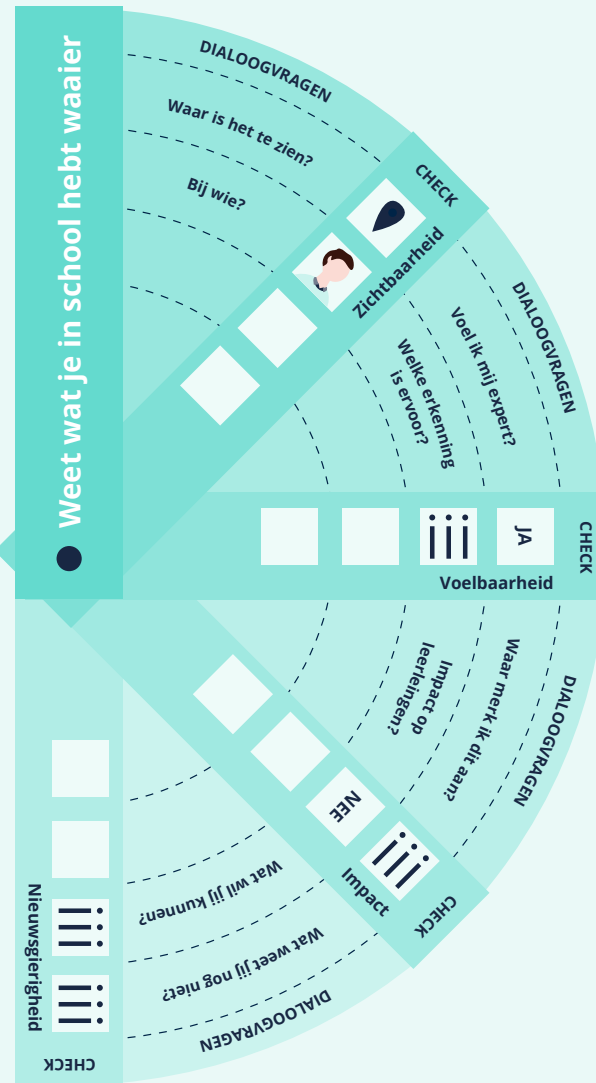 Weet wat je in school hebt waaier
DIALOOGVRAGEN
Waar is het te zien?
Bij wie?
CHECK
Zichtbaarheid
DIALOOGVRAGEN
Voel ik mij expert?
Welke erkenning
is ervoor?
CHECK
JA
Voelbaarheid
DIALOOGVRAGEN
Waar merk ik dit aan?
Impact op
leerleingen?
CHECK
NEE
Impact
DIALOOGVRAGEN
Wat weet jij nog niet?
Wat wil jij kunnen?
CHECK
Nieuwsgierigheid